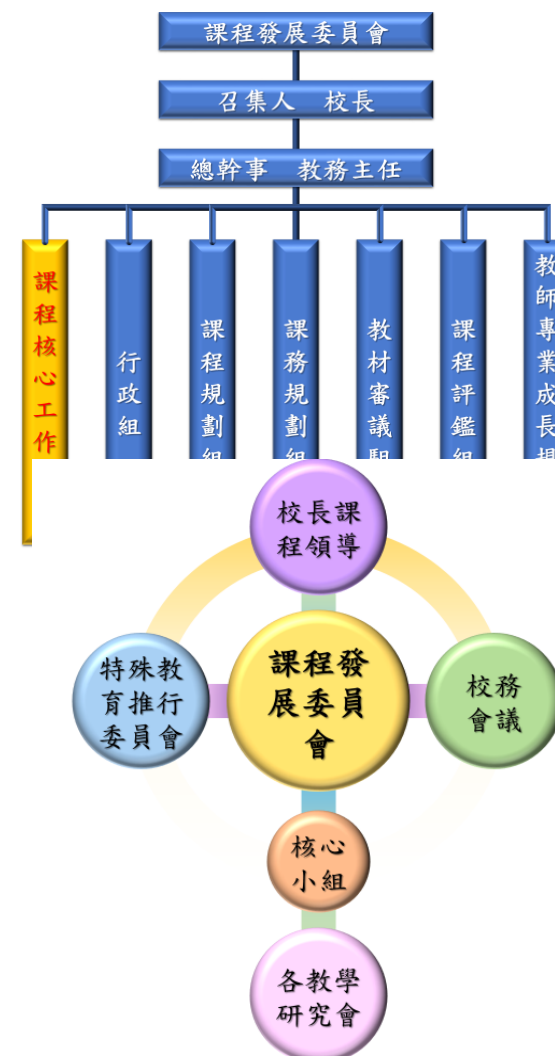 課程發展委員會
召集人　校長
總幹事　教務主任
課程核心工作
行政組
課程規劃組
課務規劃組
教材審議組
課程評鑑組
教師專業成長規
校長課
程領導
特殊教
育推行
委員會
課程發
展委員
會
校務
會議
核心
小組
各教學
研究會